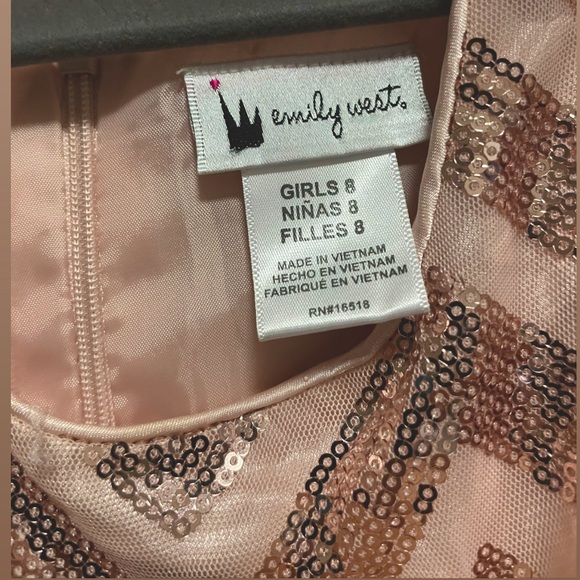 emily west.
GIRLS 8
NIÑAS 8
FILLES 8
MADE IN VIETNAM
HECHO EN VIETNAM
FABRIQUÉ EN VIETNAM
RN#16518